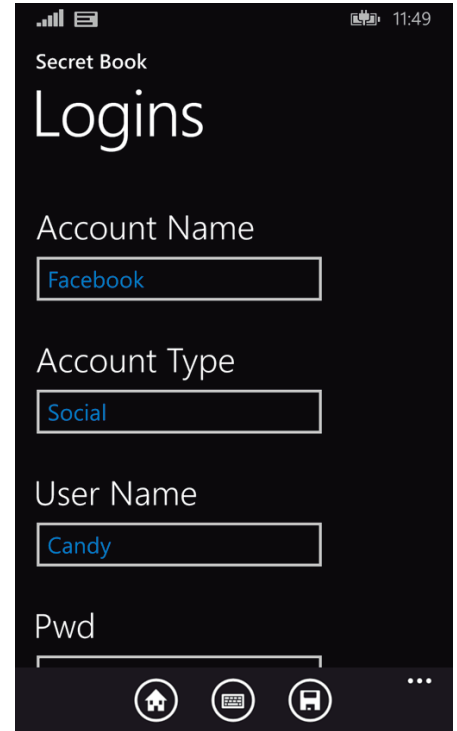 11:49
Secret Book
Logins
Account Name
Facebook
Account Type
Social
User Name
Candy
Pwd
...